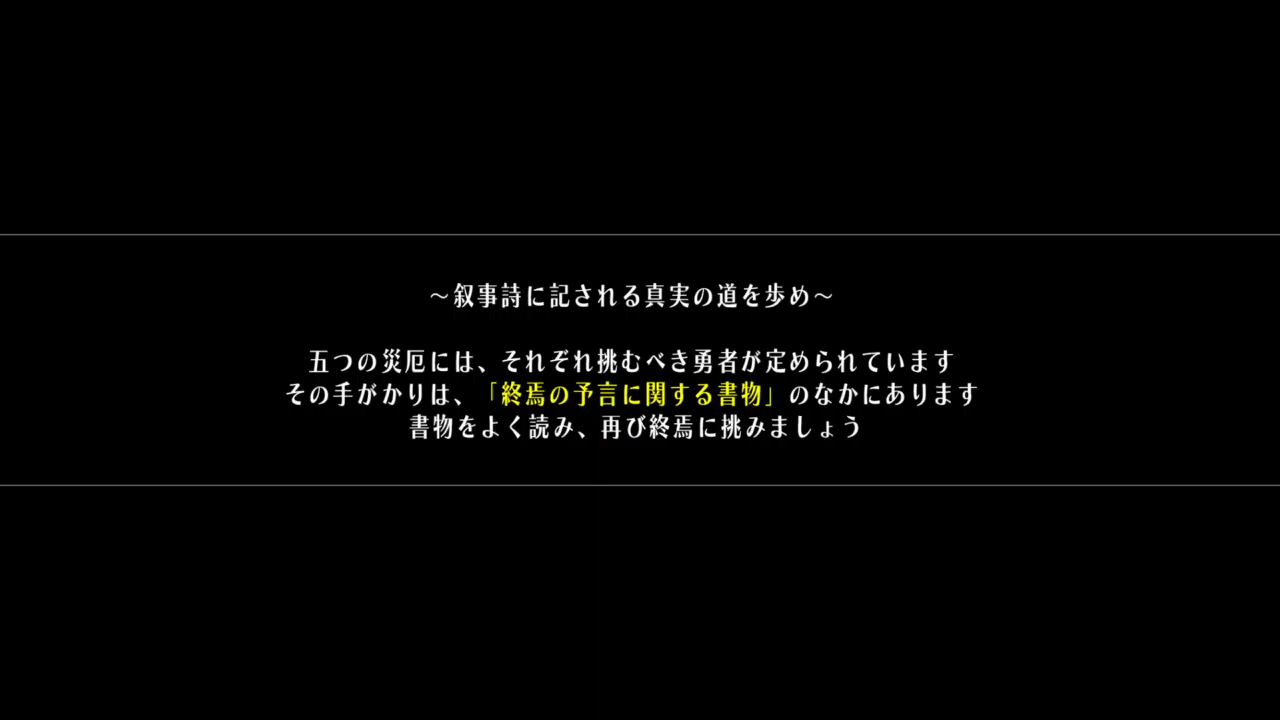 ～叙事詩に記される真実の道を歩め～
五つの災厄には、それぞれ挑むべき勇者が定められています
その手がかりは、「終焉の予言に関する書物」のなかにあります
書物をよく読み、再び終焉に挑みましょう